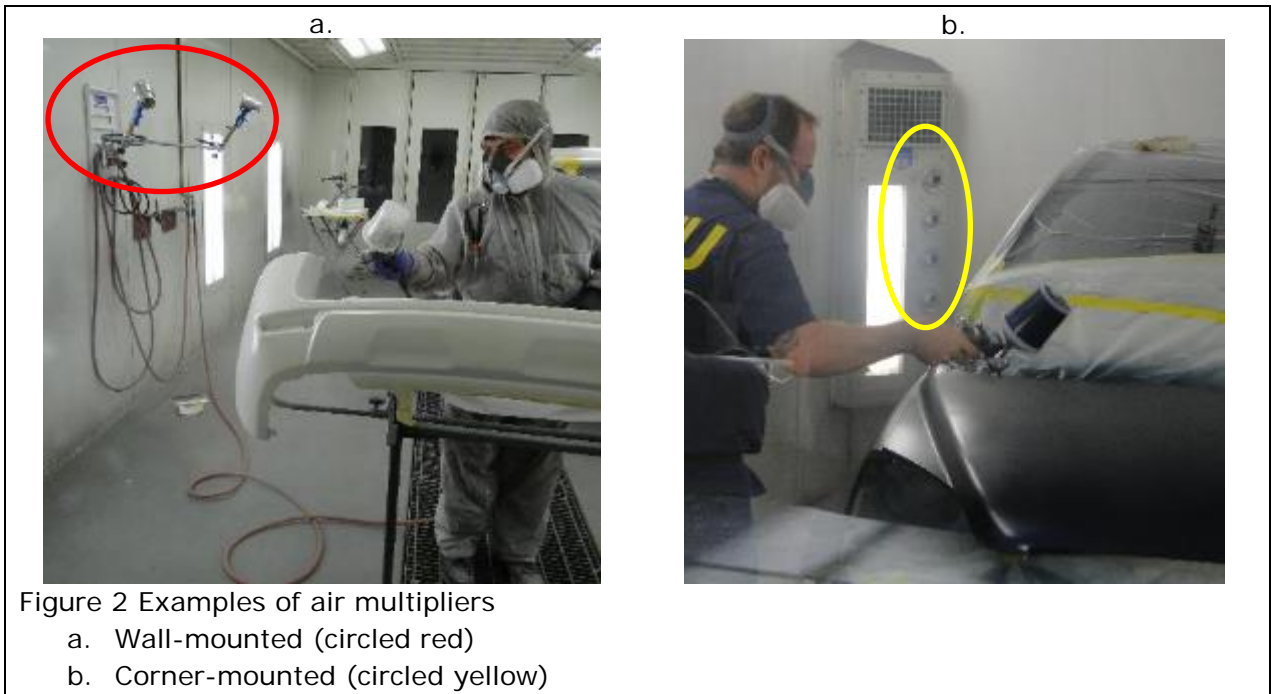 a.
b.
Figure 2 Examples of air multipliers
a. Wall-mounted (circled red)
b. Corner-mounted (circled yellow)